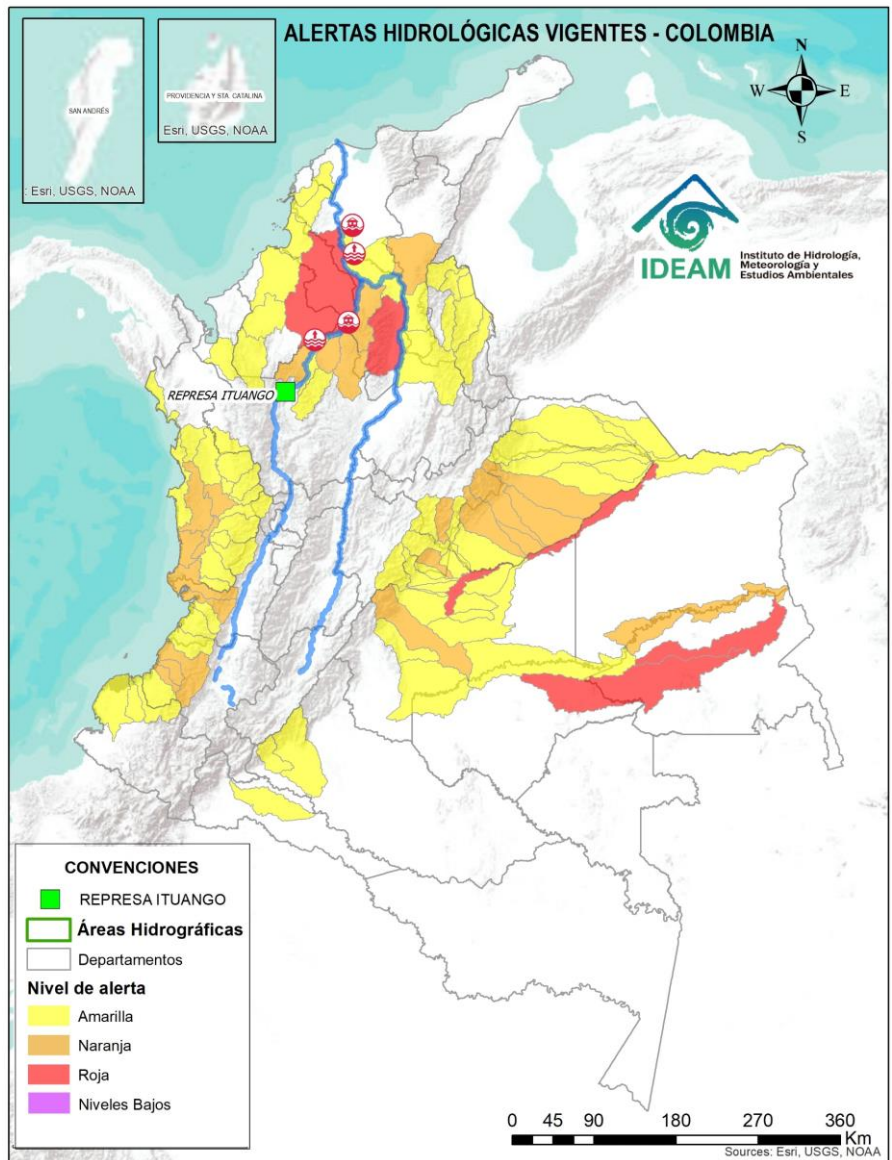 ALERTAS HIDROLÓGICAS VIGENTES - COLOMBIA
SAN ANDRÉS
: Esri, USGS, NOAA
PROVIDENCIA Y STA. CATALINA
Esri, USGS, NOAA
N
W
E
S
IDEAM
Instituto de Hidrología,
Meteorología y
Estudios Ambientales
REPRESA ITUANGO
CONVENCIONES
REPRESA ITUANGO
Áreas Hidrográficas
Departamentos
Nivel de alerta
Amarilla
Naranja
Roja
Niveles Bajos
0 45 90 180 270 360
Km
Sources: Esri, USGS, NOAA